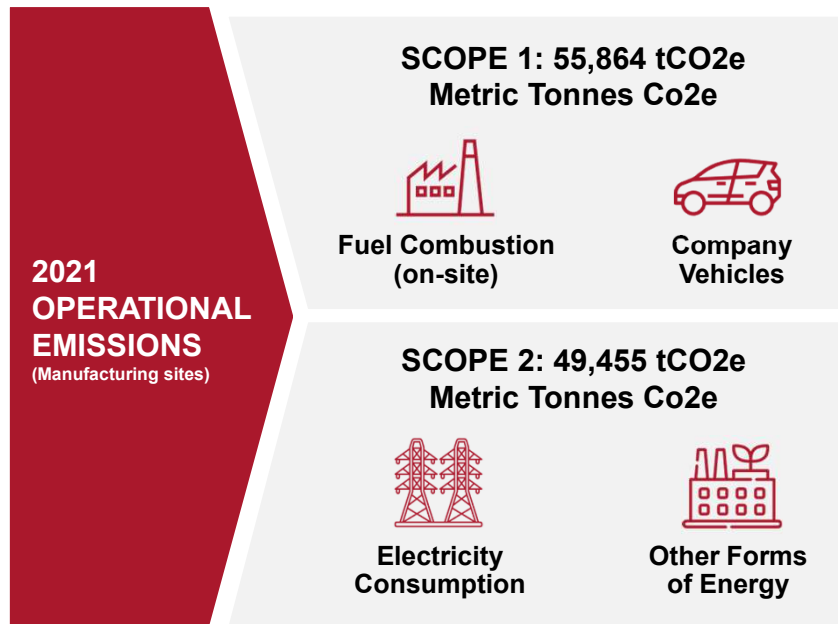 2021
OPERATIONAL
EMISSIONS
(Manufacturing sites)
SCOPE 1: 55,864 tCO2e
Metric Tonnes Co2e
Fuel Combustion
(on-site)
Company
Vehicles
SCOPE 2: 49,455 tCO2e
Metric Tonnes Co2e
Electricity
Consumption
Other Forms
of Energy